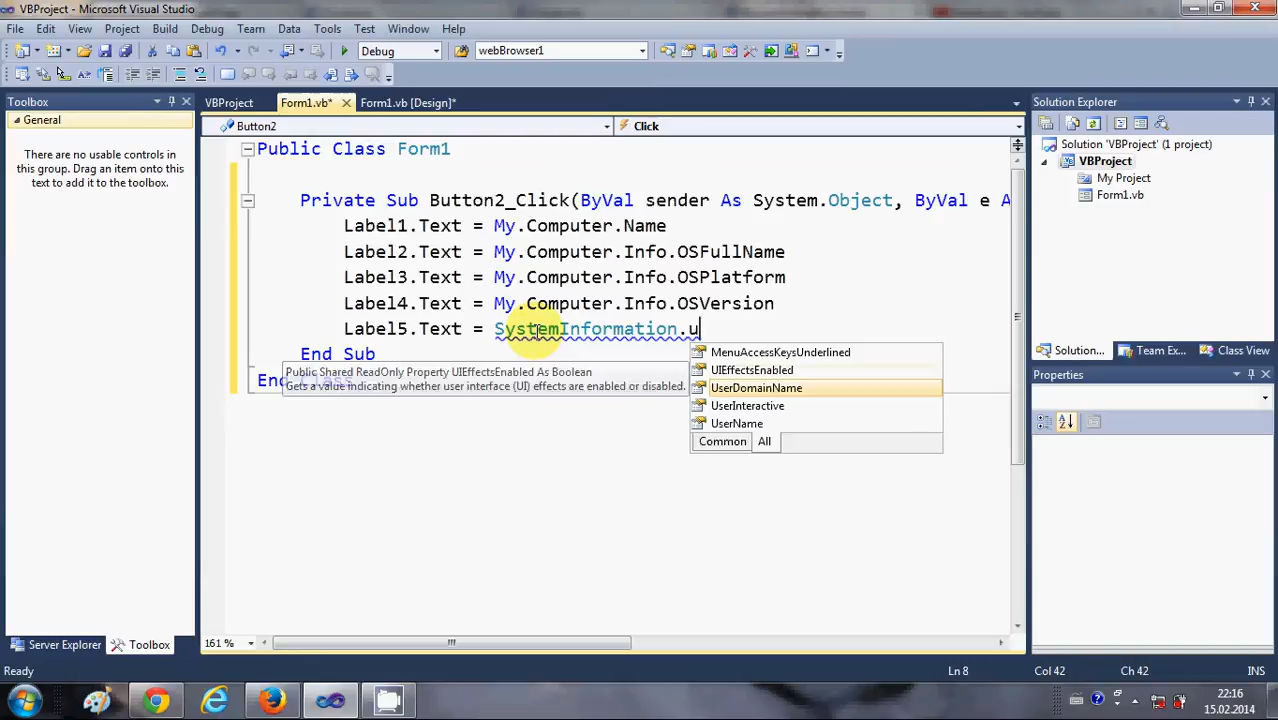 VBProject - Microsoft Visual Studio
File Edit View Project Build Debug Team Data Tools Test Window Help
Debug webBrowser1
Toolbox
General
There are no usable controls in
this group. Drag an item onto this
text to add it to the toolbox.
Server Explorer Toolbox
VBProject Form1.vb* Form1.vb [Design]*
Button2 Click
Public Class Form1
Private Sub Button2_Click(ByVal sender As System.Object, ByVal e A
Label1.Text = My.Computer.Name
Label2.Text = My.Computer.Info.OSFullName
Label3.Text = My.Computer.Info.OSPlatform
Label4.Text = My.Computer.Info.OSVersion
Label5.Text = SystemInformation.u
End Sub
End Class
Public Shared ReadOnly Property UIEffectsEnabled As Boolean
Gets a value indicating whether user interface (UI) effects are enabled or disabled.
MenuAccessKeysUnderlined
UIEffectsEnabled
UserDomainName
UserInteractive
UserName
Common All
161 %
Solution Explorer
Solution 'VBProject' (1 project)
VBProject
My Project
Form1.vb
Solution... Team Ex... Class View
Properties
Ready Ln 8 Col 42 Ch 42 INS
22:16
15.02.2014